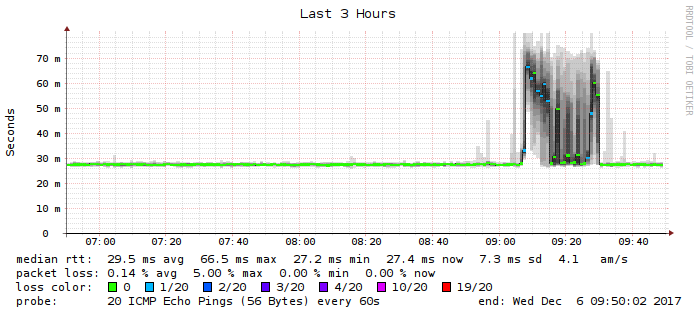 Last 3 Hours
RRDTOOL / TOBI OETIKER
Seconds
70 m
60 m
50 m
40 m
30 m
20 m
10 m
0
07:00 07:20 07:40 08:00 08:20 08:40 09:00 09:20 09:40
median rtt: 29.5 ms avg 66.5 ms max 27.2 ms min 27.4 ms now 7.3 ms sd 4.1 am/s
packet loss: 0.14 % avg 5.00 % max 0.00 % min 0.00 % now
loss color: 0 1/20 2/20 3/20 4/20 10/20 19/20
probe: 20 ICMP Echo Pings (56 Bytes) every 60s end: Wed Dec 6 09:50:02 2017